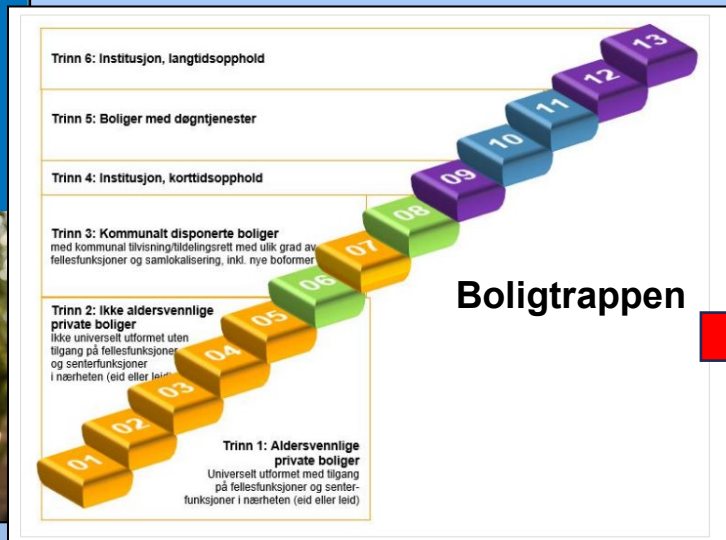 Trinn 6: Institusjon, langtidsopphold
Trinn 5: Boliger med døgntjenester
Trinn 4: Institusjon, korttidsopphold
Trinn 3: Kommunalt disponerte boliger
med kommunal tilvisning/tildelingsrett med ulik grad av
fellesfunksjoner og samlokalisering, inkl. nye boformer
Trinn 2: Ikke aldersvennlige
private boliger
Ikke universelt utformet uten
tilgang på fellesfunksjoner
og senterfunksjoner
i nærheten (eid eller leid)
Trinn 1: Aldersvennlige
private boliger
Universelt utformet med tilgang
på fellesfunksjoner og senter-
funksjoner i nærheten (eid eller leid)
01
02
03
04
05
06
07
08
09
10
11
12
13
Boligtrappen